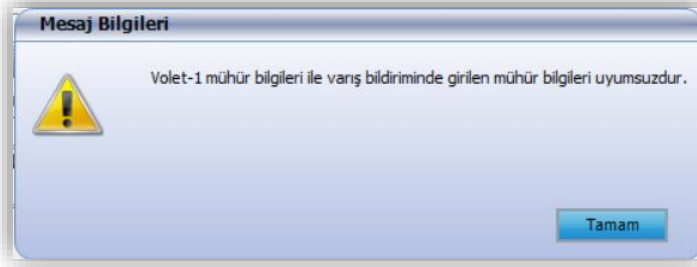 Mesaj Bilgileri
Volet-1 mühür bilgileri ile varış bildiriminde girilen mühür bilgileri uyumsuzdur.
Tamam